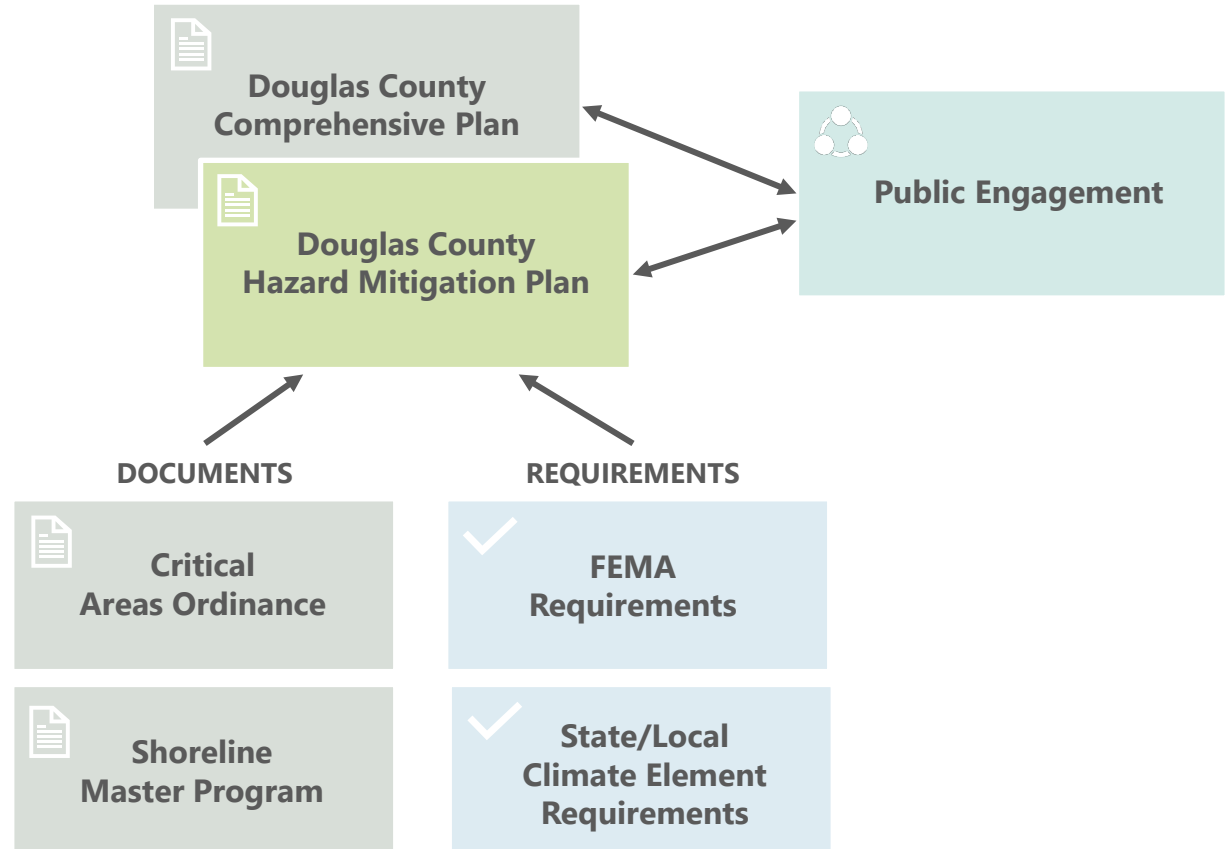 Douglas County
Comprehensive Plan
Douglas County
Hazard Mitigation Plan
Public Engagement
DOCUMENTS
Critical
Areas Ordinance
Shoreline
Master Program
REQUIREMENTS
FEMA
Requirements
State/Local
Climate Element
Requirements